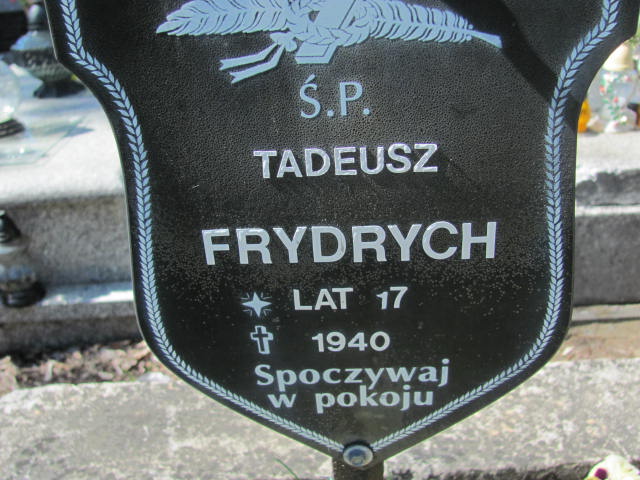 Ś.P.
TADEUSZ
FRYDRYCH
LAT 17
1940
Spoczywaj
w pokoju